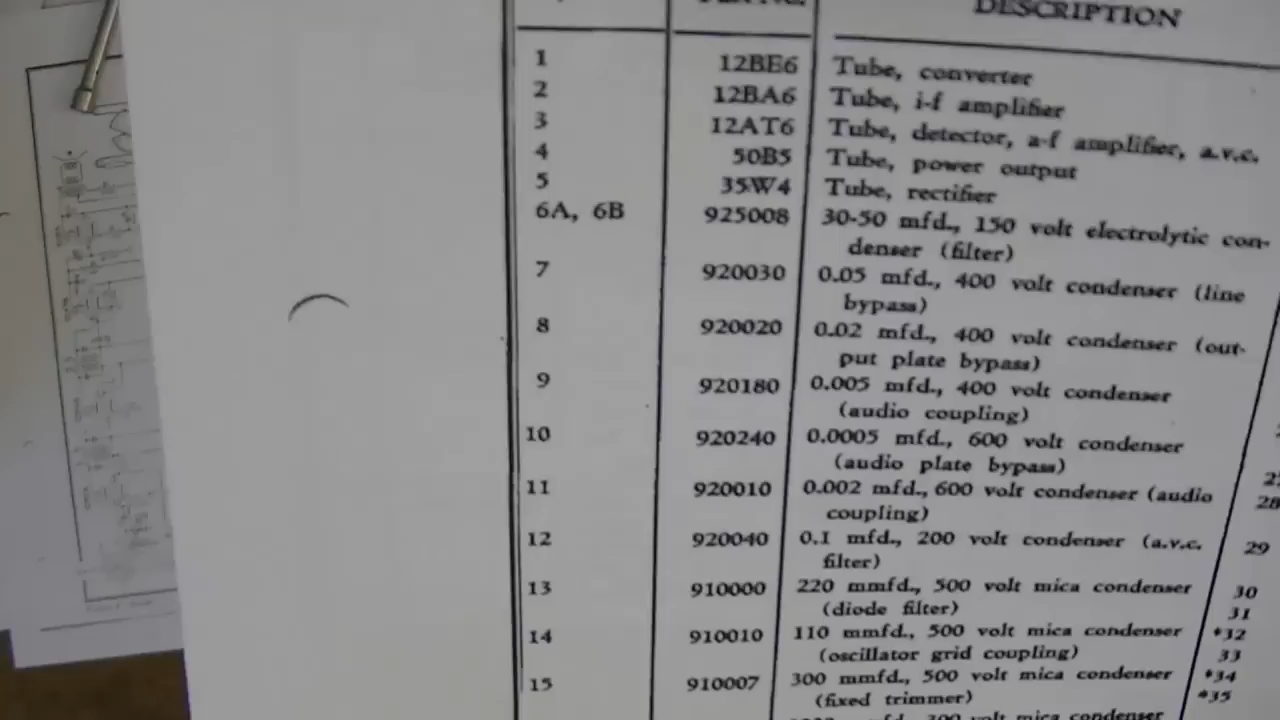 DESCRIPTION
1 12BE6 Tube, converter
2 12BA6 Tube, i-f amplifier
3 12AT6 Tube, detector, a-f amplifier, a.v.c.
4 50B5 Tube, power output
5 35W4 Tube, rectifier
6A, 6B 925008 30-50 mfd., 150 volt electrolytic con-
denser (filter)
7 920030 0.05 mfd., 400 volt condenser (line
bypass)
8 920020 0.02 mfd., 400 volt condenser (out-
put plate bypass)
9 920180 0.005 mfd., 400 volt condenser
(audio coupling)
10 920240 0.0005 mfd., 600 volt condenser
(audio plate bypass)
11 920010 0.002 mfd., 600 volt condenser (audio
coupling)
12 920040 0.1 mfd., 200 volt condenser (a.v.c.
filter)
13 910000 220 mmfd., 500 volt mica condenser
(diode filter)
14 910010 110 mmfd., 500 volt mica condenser
(oscillator grid coupling)
15 910007 300 mmfd., 500 volt mica condenser
(fixed trimmer)
volt mica condenser
28
29
30
31
*32
33
*34
*35